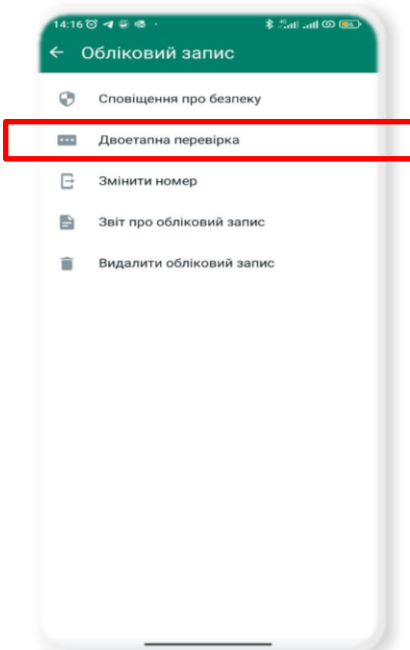 14:16
Обліковий запис
Сповіщення про безпеку
Двоетапна перевірка
Змінити номер
Звіт про обліковий запис
Видалити обліковий запис